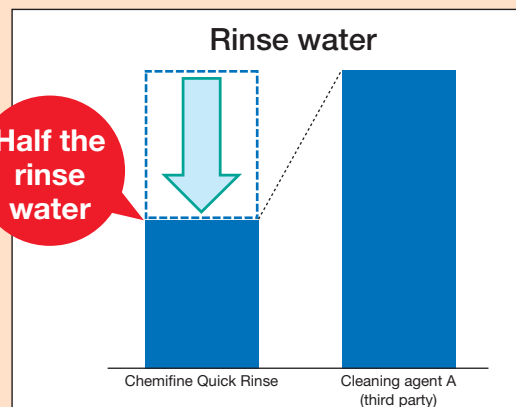 Rinse water
Half the
rinse
water
Chemifine Quick Rinse
Cleaning agent A
(third party)